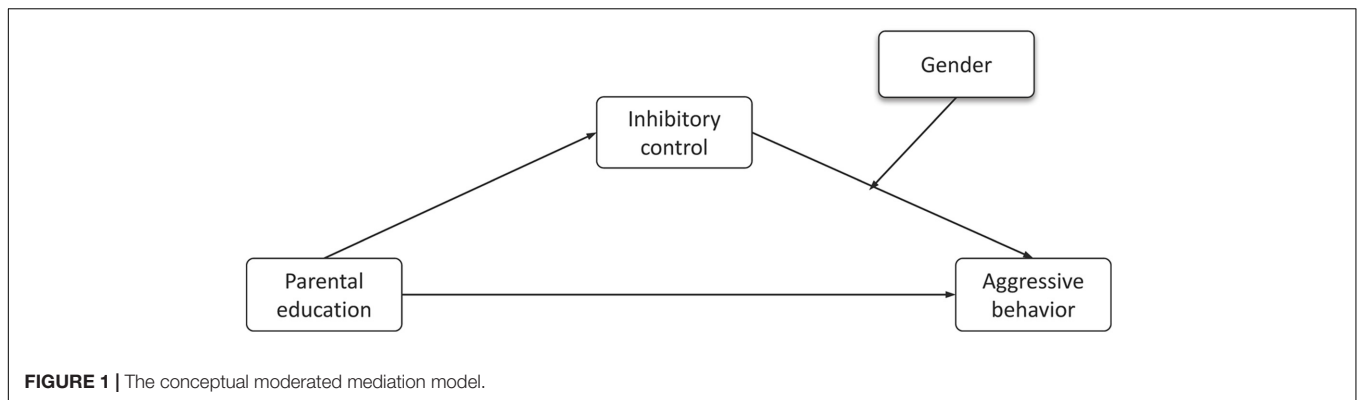 Gender
Inhibitory
control
Parental
education
Aggressive
behavior
FIGURE 1 | The conceptual moderated mediation model.